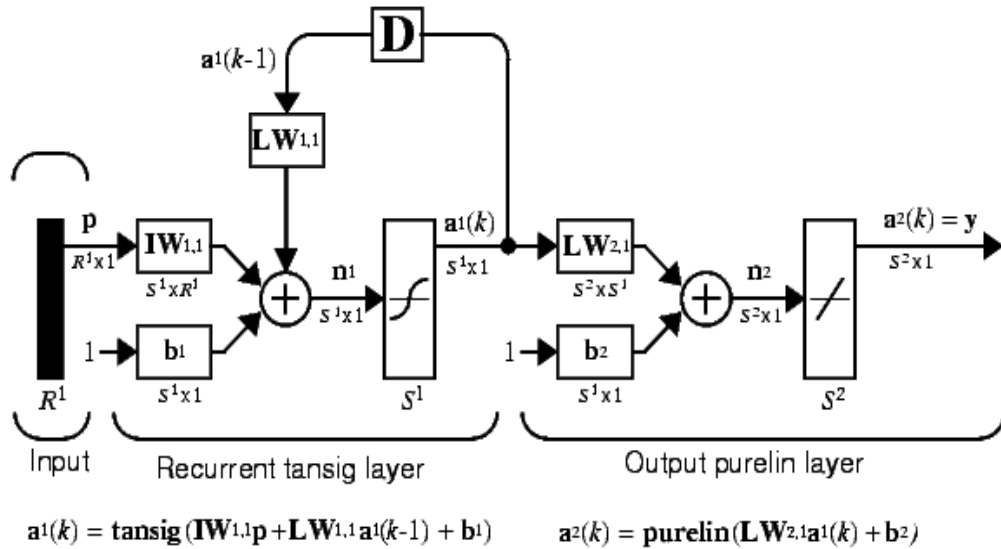 D
a¹(k-1)
LW1,1
p
a¹(k)
a²(k) = y
IW1,1
LW2,1
R¹x1
S¹x1
S²x1
n1
n2
S¹xR¹
S²xS¹
S¹x1
S²x1
1
b1
1
b2
R¹
S¹x1
S¹
S¹x1
S²
Input
Recurrent tansig layer
Output purelin layer
a¹(k) = tansig (IW1,1p+LW1,1a¹(k-1) + b¹)
a²(k) = purelin(LW2,1a¹(k) + b2)